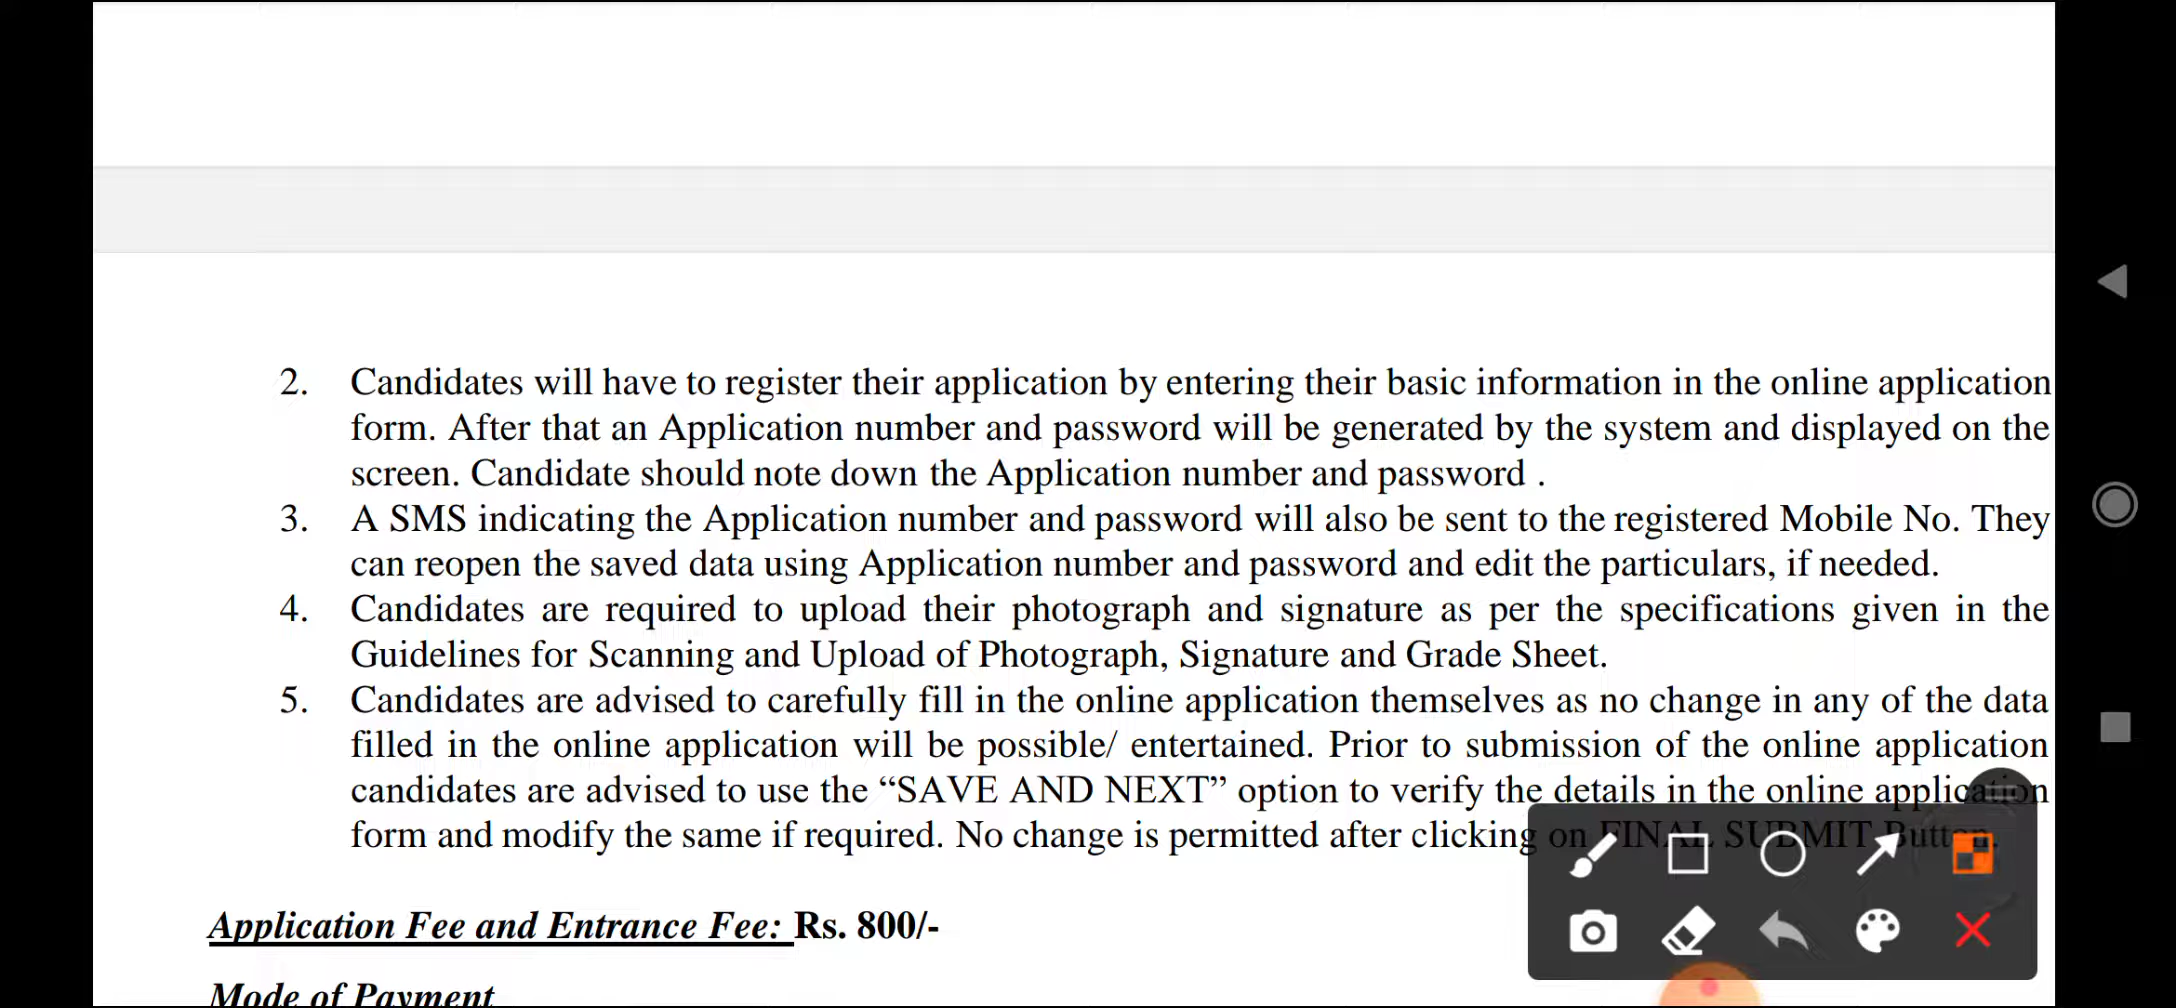 2. Candidates will have to register their application by entering their basic information in the online application
form. After that an Application number and password will be generated by the system and displayed on the
screen. Candidate should note down the Application number and password .
3. A SMS indicating the Application number and password will also be sent to the registered Mobile No. They
can reopen the saved data using Application number and password and edit the particulars, if needed.
4. Candidates are required to upload their photograph and signature as per the specifications given in the
Guidelines for Scanning and Upload of Photograph, Signature and Grade Sheet.
5. Candidates are advised to carefully fill in the online application themselves as no change in any of the data
filled in the online application will be possible/ entertained. Prior to submission of the online application
candidates are advised to use the “SAVE AND NEXT” option to verify the details in the online application
form and modify the same if required. No change is permitted after clicking on FINAL SUBMIT Button.
Application Fee and Entrance Fee: Rs. 800/-
Mode of Payment